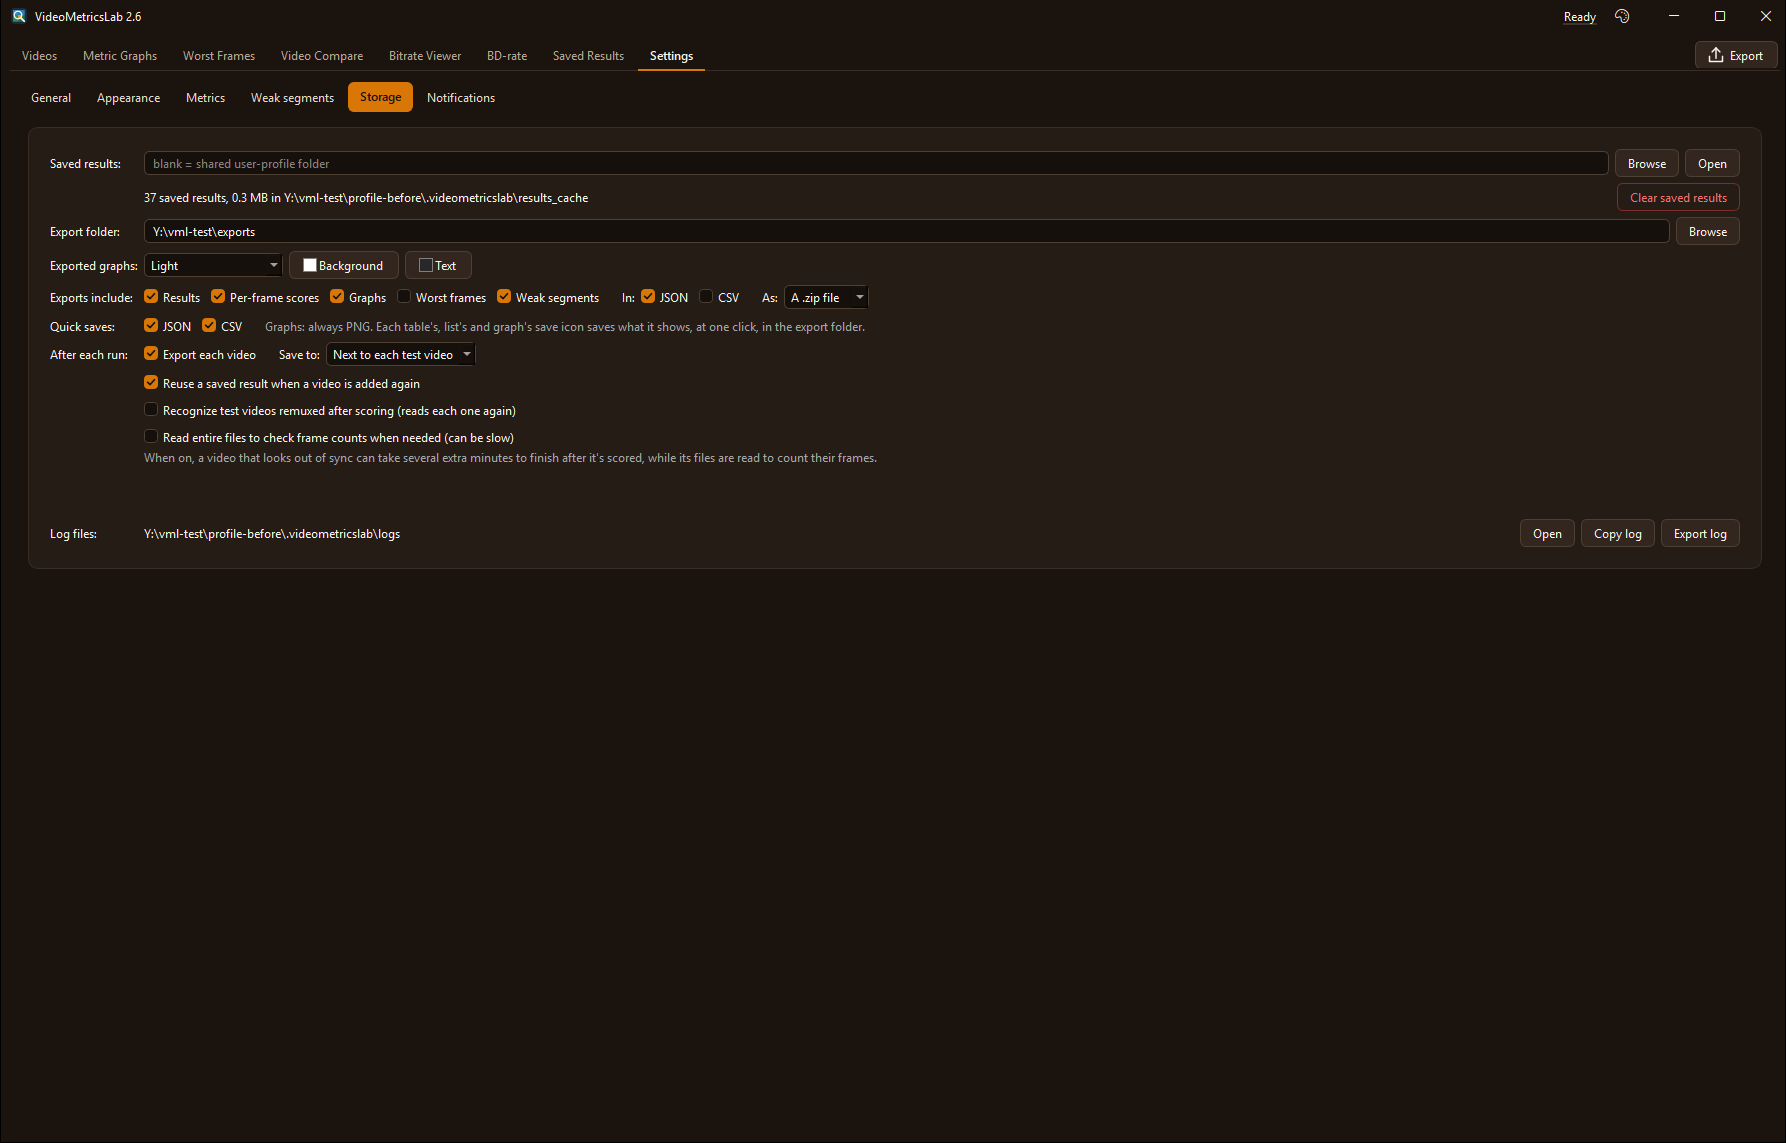 VideoMetricsLab 2.6
Ready
Videos Metric Graphs Worst Frames Video Compare Bitrate Viewer BD-rate Saved Results Settings
Export
General Appearance Metrics Weak segments Storage Notifications
Saved results: blank = shared user-profile folder Browse Open
37 saved results, 0.3 MB in Y:\vml-test\profile-before\.videometricslab\results_cache Clear saved results
Export folder: Y:\vml-test\exports Browse
Exported graphs: Light Background Text
Exports include: Results Per-frame scores Graphs Worst frames Weak segments In: JSON CSV As: A .zip file
Quick saves: JSON CSV Graphs: always PNG. Each table's, list's and graph's save icon saves what it shows, at one click, in the export folder.
After each run: Export each video Save to: Next to each test video
Reuse a saved result when a video is added again
Recognize test videos remuxed after scoring (reads each one again)
Read entire files to check frame counts when needed (can be slow)
When on, a video that looks out of sync can take several extra minutes to finish after it's scored, while its files are read to count their frames.
Log files: Y:\vml-test\profile-before\.videometricslab\logs Open Copy log Export log